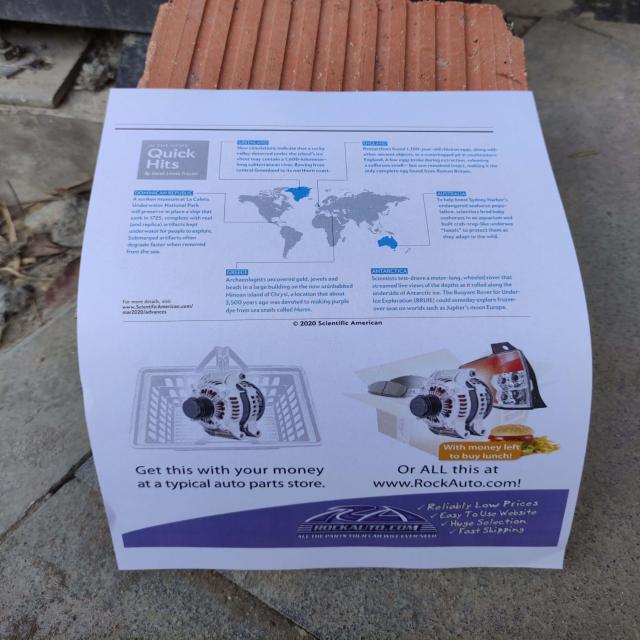 IN THE NEWS
Quick
Hits
By Sarah Lewin Frasier
GREENLAND
New simulations indicate that a rocky
valley detected under the island's ice
sheet may contain a 1,600-kilometer-
long subterranean river, flowing from
central Greenland to its northern coast.
ENGLAND
Researchers found 1,700-year-old chicken eggs, along with
other ancient objects, in a waterlogged pit in southeastern
England. A few eggs broke during extraction, releasing
a sulfurous smell—but one remained intact, making it the
only complete egg found from Roman Britain.
DOMINICAN REPUBLIC
A sunken museum at La Caleta
Underwater National Park
will preserve in place a ship that
sank in 1725, complete with real
(and replica) artifacts kept
underwater for people to explore.
Submerged artifacts often
degrade faster when removed
from the sea.
AUSTRALIA
To help boost Sydney Harbor's
endangered seahorse popu-
lation, scientists bred baby
seahorses in an aquarium and
built crab-trap-like undersea
"hotels" to protect them as
they adapt to the wild.
GREECE
Archaeologists uncovered gold, jewels and
beads in a large building on the now uninhabited
Minoan island of Chrysi, a location that about
3,500 years ago was devoted to making purple
dye from sea snails called Murex.
ANTARCTICA
Scientists test-drove a meter-long, wheeled rover that
streamed live views of the depths as it rolled along the
underside of Antarctic ice. The Buoyant Rover for Under-
Ice Exploration (BRUIE) could someday explore frozen-
over seas on worlds such as Jupiter's moon Europa.
For more details, visit
www.ScientificAmerican.com/
mar2020/advances
© 2020 Scientific American
With money left
to buy lunch!
Get this with your money
at a typical auto parts store.
Or ALL this at
www.RockAuto.com!
ROCKAUTO.COM
ALL THE PARTS YOUR CAR WILL EVER NEED
✓ Reliably Low Prices
✓ Easy To Use Website
✓ Huge Selection
✓ Fast Shipping